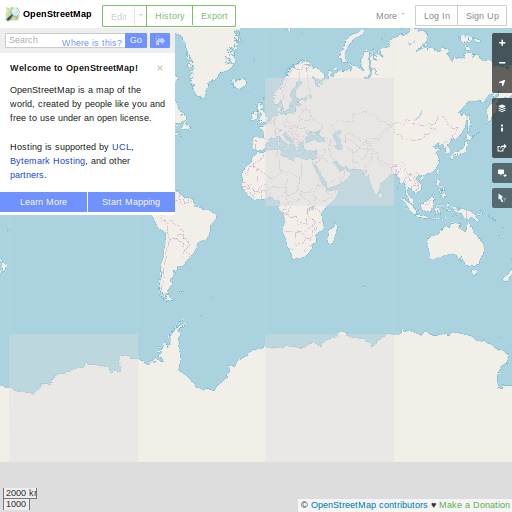 OpenStreetMap
Edit
History
Export
More
Log In
Sign Up
Search
Where is this?
Go
Welcome to OpenStreetMap!
×
OpenStreetMap is a map of the
world, created by people like you and
free to use under an open license.
Hosting is supported by UCL,
Bytemark Hosting, and other
partners.
Learn More
Start Mapping
2000
1000
© OpenStreetMap contributors ♥ Make a Donation